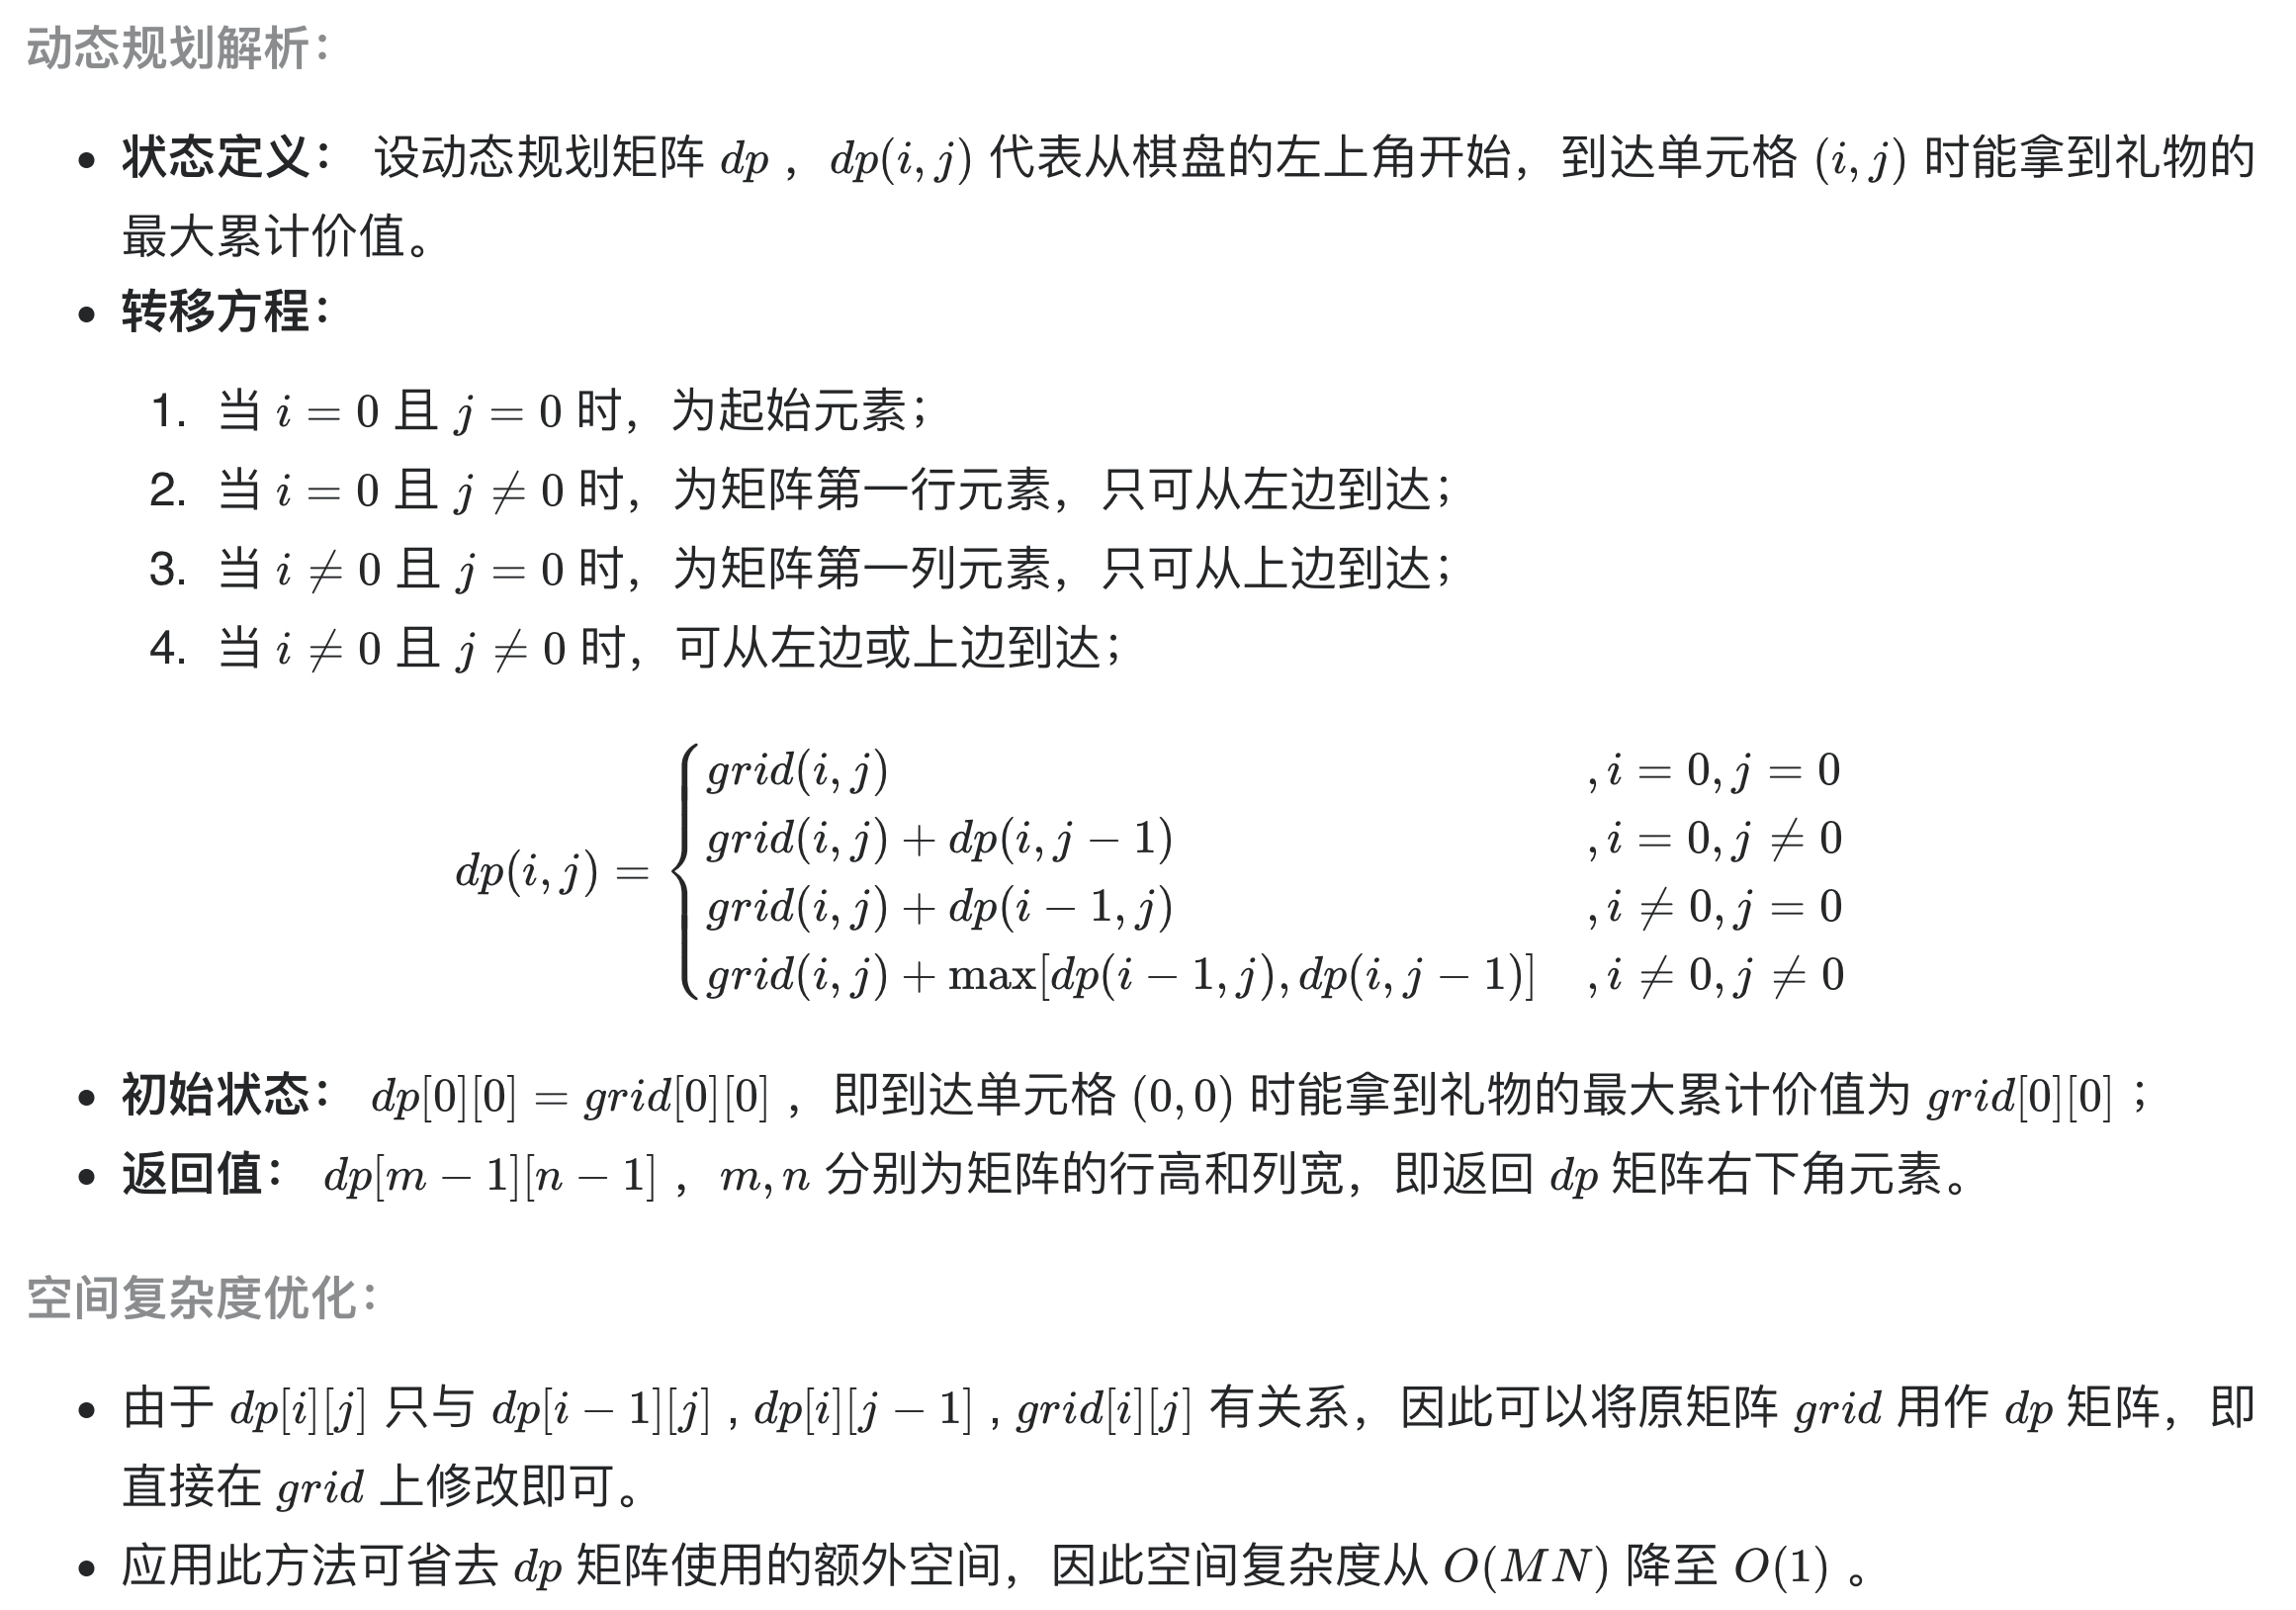 动态规划解析：
• 状态定义： 设动态规划矩阵 dp ，dp(i, j) 代表从棋盘的左上角开始，到达单元格 (i, j) 时能拿到礼物的
最大累计价值。
• 转移方程：
1. 当 i = 0 且 j = 0 时，为起始元素；
2. 当 i = 0 且 j ≠ 0 时，为矩阵第一行元素，只可从左边到达；
3. 当 i ≠ 0 且 j = 0 时，为矩阵第一列元素，只可从上边到达；
4. 当 i ≠ 0 且 j ≠ 0 时，可从左边或上边到达；
grid(i, j) , i = 0, j = 0
grid(i, j) + dp(i, j − 1) , i = 0, j ≠ 0
dp(i, j) = {
grid(i, j) + dp(i − 1, j) , i ≠ 0, j = 0
grid(i, j) + max[dp(i − 1, j), dp(i, j − 1)] , i ≠ 0, j ≠ 0
• 初始状态： dp[0][0] = grid[0][0] ，即到达单元格 (0, 0) 时能拿到礼物的最大累计价值为 grid[0][0] ；
• 返回值： dp[m − 1][n − 1] ，m, n 分别为矩阵的行高和列宽，即返回 dp 矩阵右下角元素。
空间复杂度优化：
• 由于 dp[i][j] 只与 dp[i − 1][j] , dp[i][j − 1] , grid[i][j] 有关系，因此可以将原矩阵 grid 用作 dp 矩阵，即
直接在 grid 上修改即可。
• 应用此方法可省去 dp 矩阵使用的额外空间，因此空间复杂度从 O(MN) 降至 O(1) 。